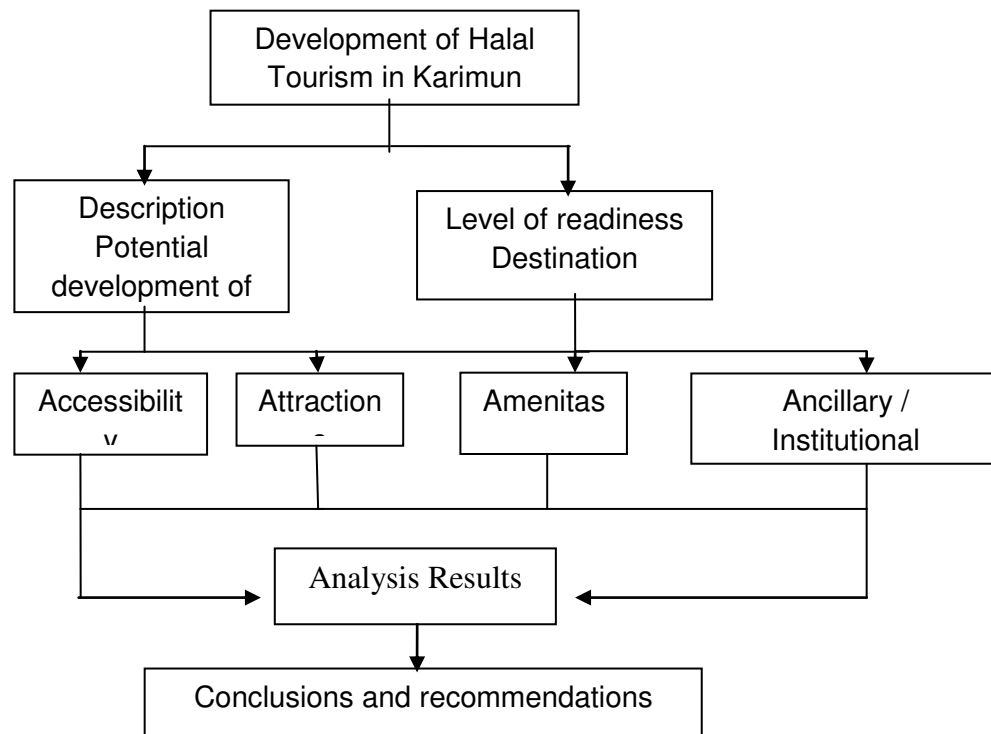 Development of Halal
Tourism in Karimun
Description
Potential
development of
Level of readiness
Destination
Accessibilit
y
Attraction
Amenitas
Ancillary /
Institutional
Analysis Results
Conclusions and recommendations